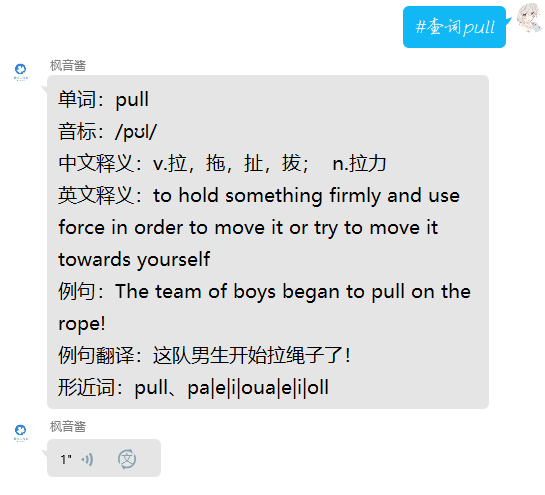 #查词pull
枫音酱
单词：pull
音标：/pʊl/
中文释义：v.拉，拖，扯，拔； n.拉力
英文释义：to hold something firmly and use
force in order to move it or try to move it
towards yourself
例句：The team of boys began to pull on the
rope!
例句翻译：这队男生开始拉绳子了！
形近词：pull、pa|e|i|oua|e|i|oll
枫音酱
1"
文